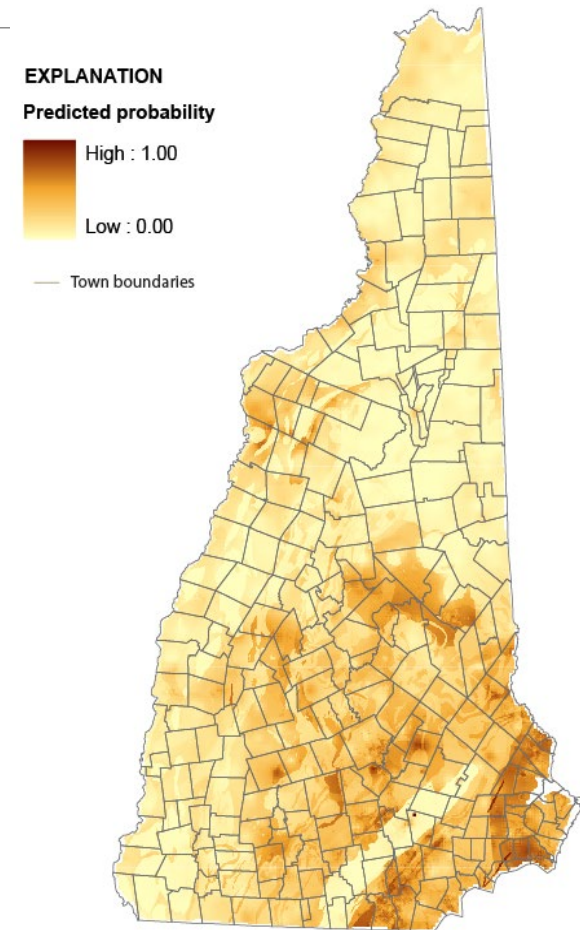 EXPLANATION
Predicted probability
High : 1.00
Low : 0.00
Town boundaries